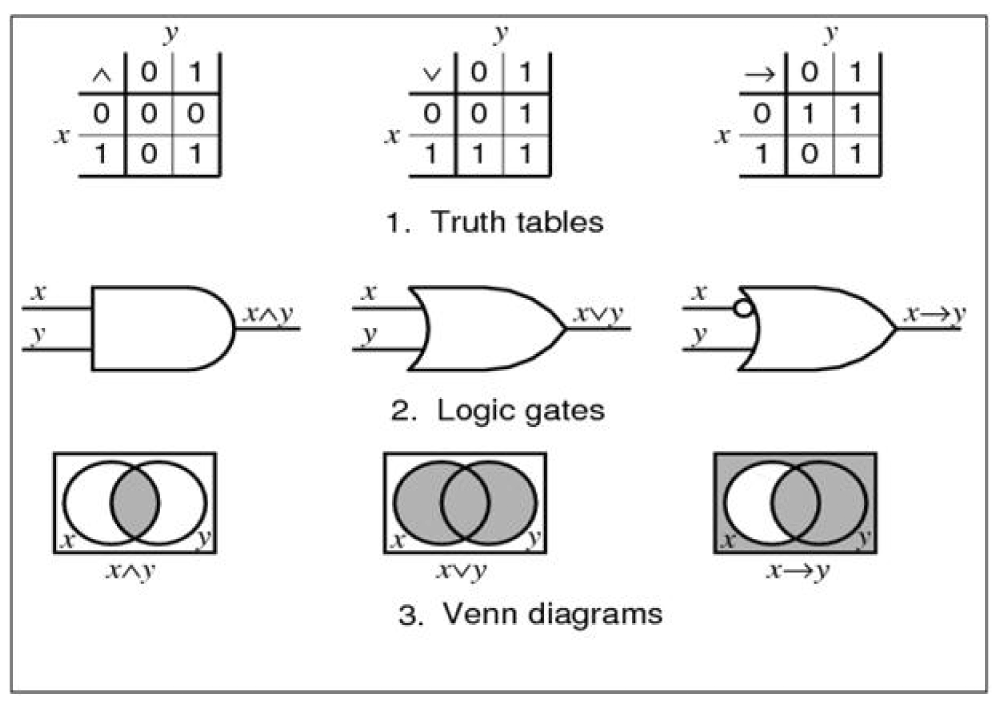 y y y
∧ 0 1 ∨ 0 1 → 0 1
0 0 0 0 0 1 0 1 1
x x x
1 0 1 1 1 1 1 0 1
1. Truth tables
x x x
x∧y x∨y x→y
y y y
2. Logic gates
x y x y x y
x∧y x∨y x→y
3. Venn diagrams